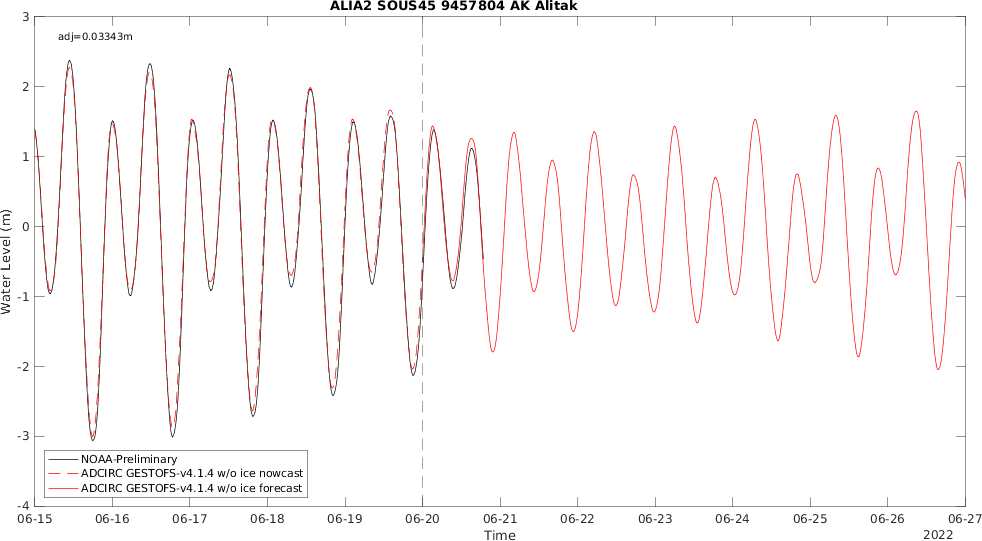 ALIA2 SOUS45 9457804 AK Alitak
adj=0.03343m
3
2
1
0
-1
-2
-3
-4
Water Level (m)
NOAA-Preliminary
ADCIRC GESTOFS-v4.1.4 w/o ice nowcast
ADCIRC GESTOFS-v4.1.4 w/o ice forecast
06-15 06-16 06-17 06-18 06-19 06-20 06-21 06-22 06-23 06-24 06-25 06-26 06-27
Time
2022